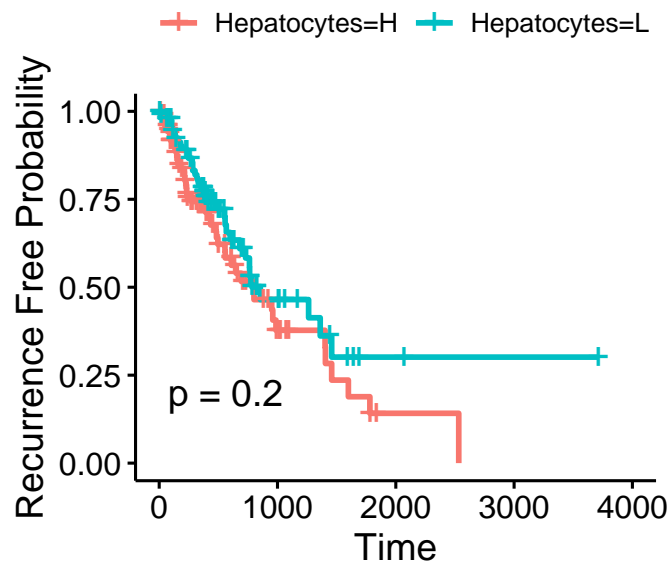 Hepatocytes=H Hepatocytes=L
Recurrence Free Probability
1.00
0.75
0.50
0.25
0.00
p = 0.2
0 1000 2000 3000 4000
Time